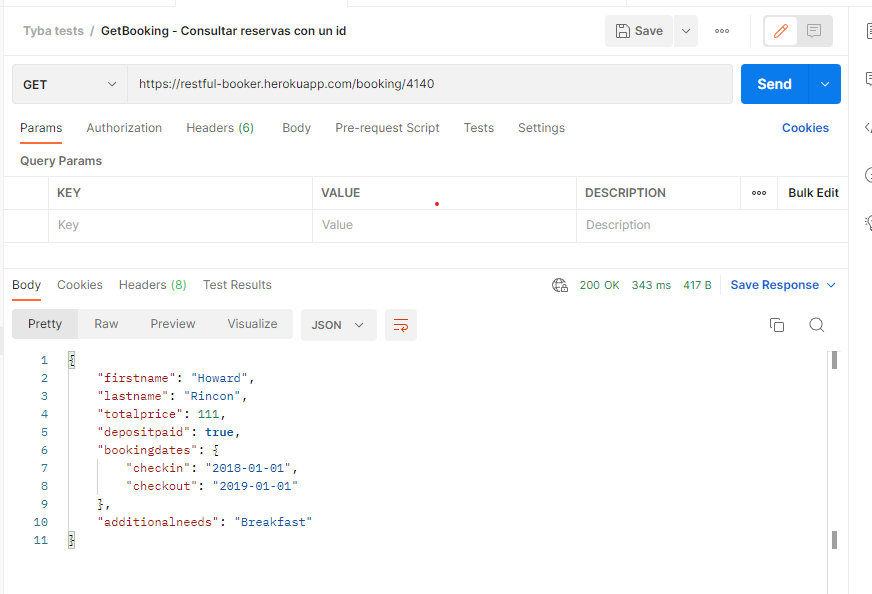 Tyba tests / GetBooking - Consultar reservas con un id Save
GET https://restful-booker.herokuapp.com/booking/4140 Send
Params Authorization Headers (6) Body Pre-request Script Tests Settings Cookies
Query Params
KEY VALUE DESCRIPTION Bulk Edit
Key Value Description
Body Cookies Headers (8) Test Results 200 OK 343 ms 417 B Save Response
Pretty Raw Preview Visualize JSON
1 {
2 "firstname": "Howard",
3 "lastname": "Rincon",
4 "totalprice": 111,
5 "depositpaid": true,
6 "bookingdates": {
7 "checkin": "2018-01-01",
8 "checkout": "2019-01-01"
9 },
10 "additionalneeds": "Breakfast"
11 }